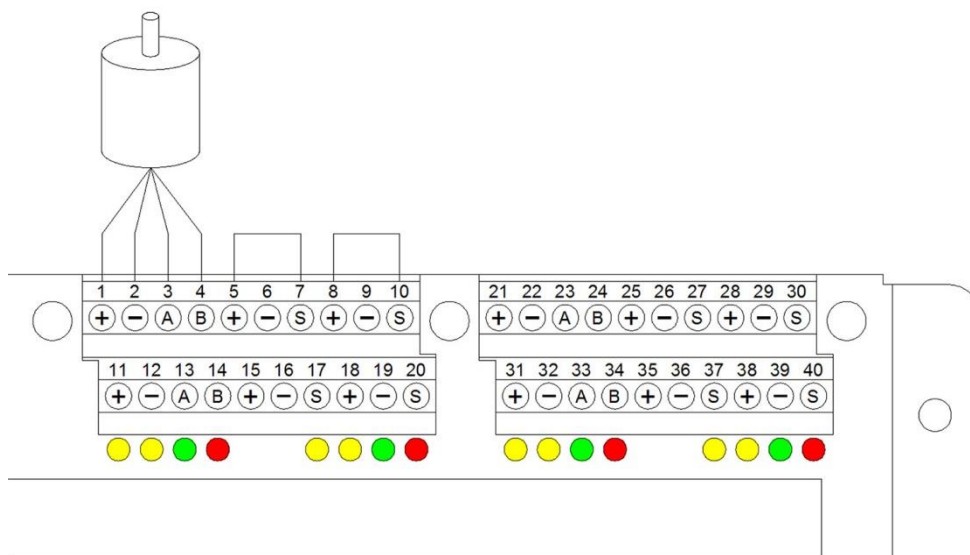 1 2 3 4 5 6 7 8 9 10 21 22 23 24 25 26 27 28 29 30
+ − A B + − S + − S + − A B + − S + − S
11 12 13 14 15 16 17 18 19 20 31 32 33 34 35 36 37 38 39 40
+ − A B + − S + − S + − A B + − S + − S